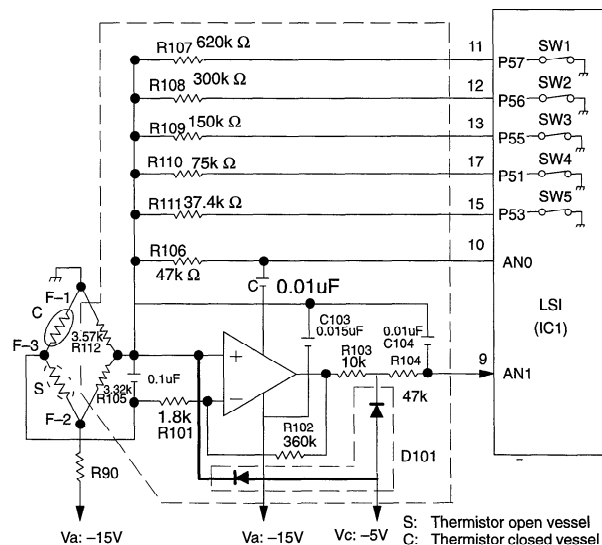 R107 620k Ω
11
P57
SW1
R108 300k Ω
12
P56
SW2
R109 150k Ω
13
P55
SW3
R110 75k Ω
17
P51
SW4
R111 37.4k Ω
15
P53
SW5
R106
47k Ω
10
AN0
C
0.01uF
LSI
(IC1)
F-1
C
3.57k
R112
F-3
S
3.32k
R105
F-2
0.1uF
1.8k
R101
+
−
C103
0.015uF
0.01uF
C104
R103
10k
R104
47k
9
AN1
R102
360k
D101
R90
Va: –15V
Va: –15V
Vc: –5V
S: Thermistor open vessel
C: Thermistor closed vessel